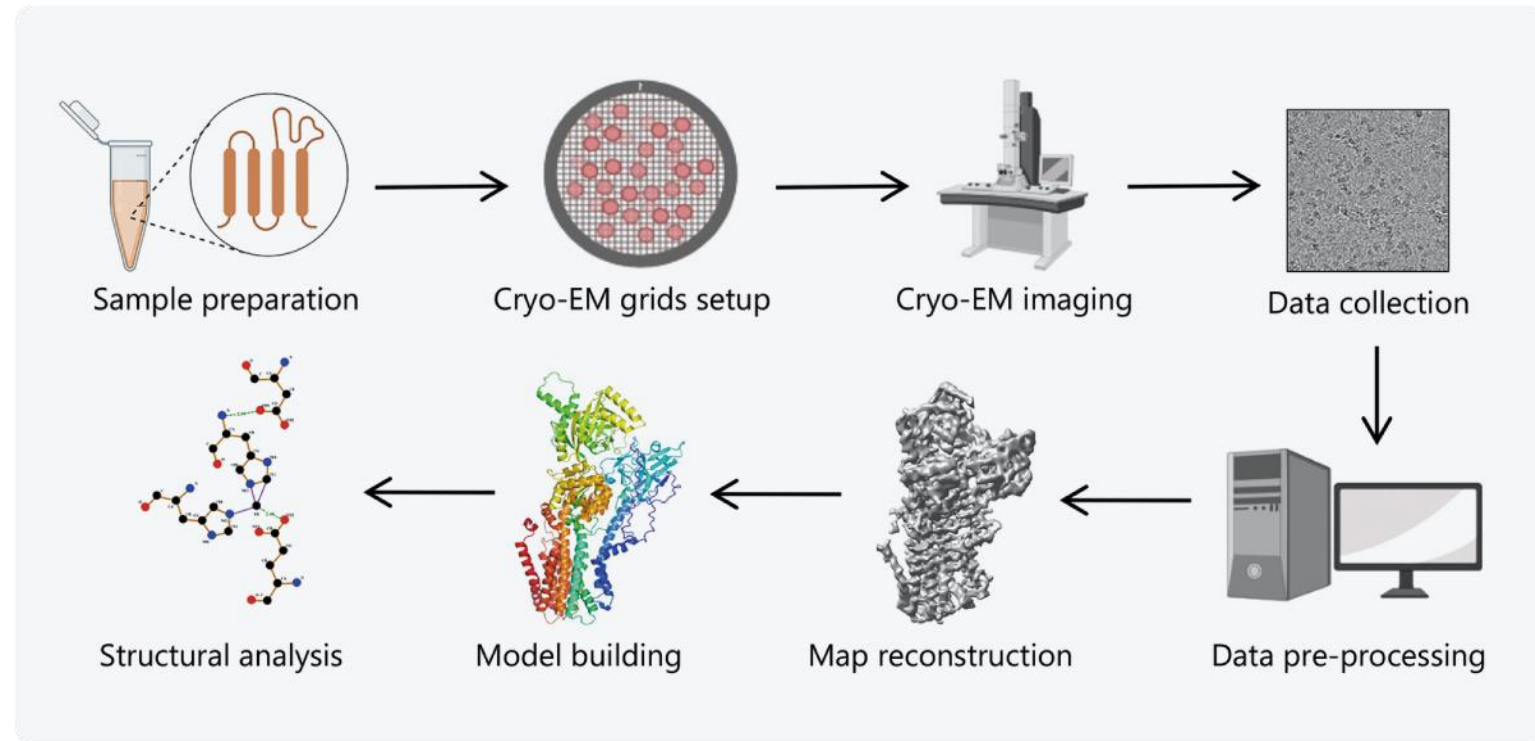 Sample preparation
Cryo-EM grids setup
Cryo-EM imaging
Data collection
Structural analysis
Model building
Map reconstruction
Data pre-processing